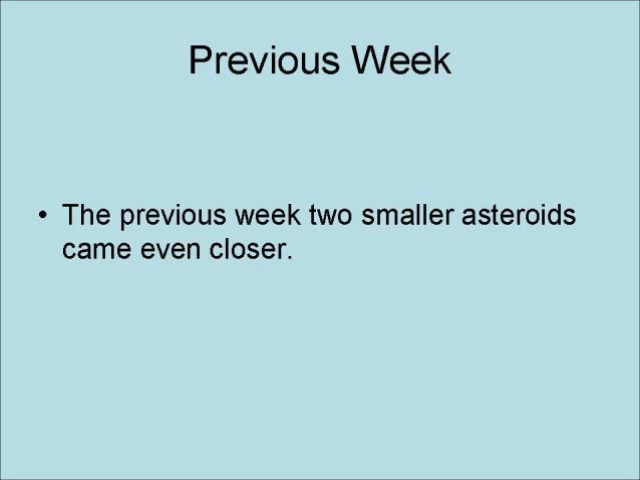 Previous Week
• The previous week two smaller asteroids
came even closer.